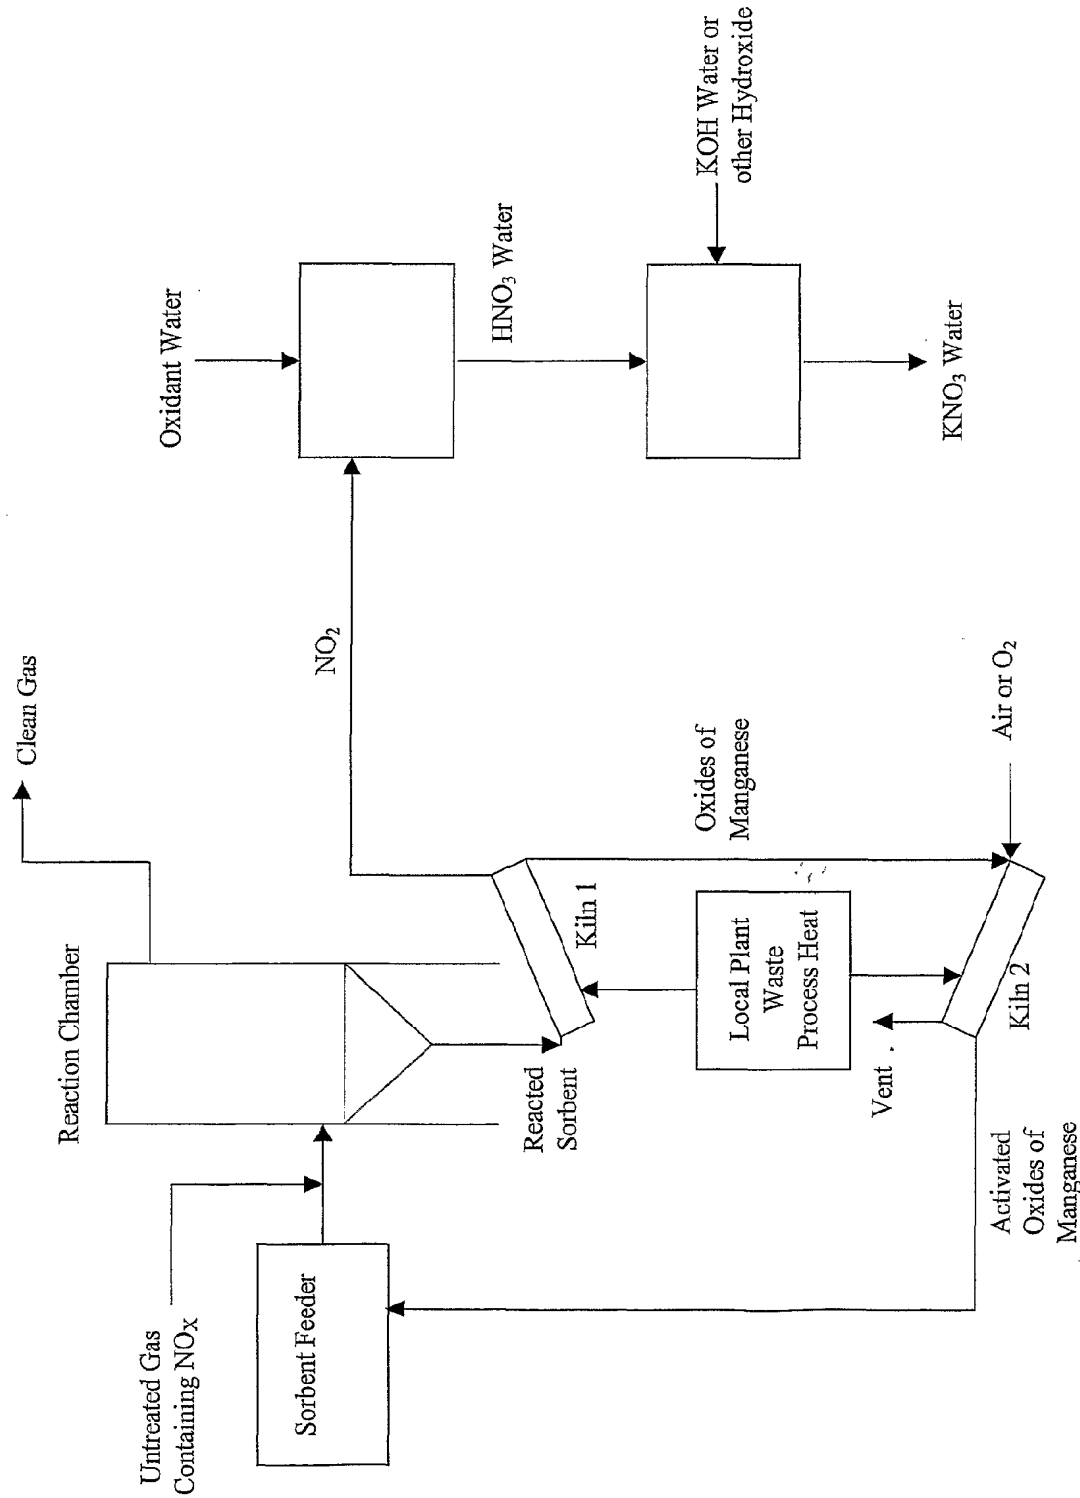 Untreated Gas
Containing NOX
Sorbent Feeder
Reaction Chamber
Clean Gas
Reacted
Sorbent
Kiln 1
NO2
Oxidant Water
HNO3 Water
KOH Water or
other Hydroxide
KNO3 Water
Local Plant
Waste
Process Heat
Oxides of
Manganese
Air or O2
Vent
Kiln 2
Activated
Oxides of
Manganese